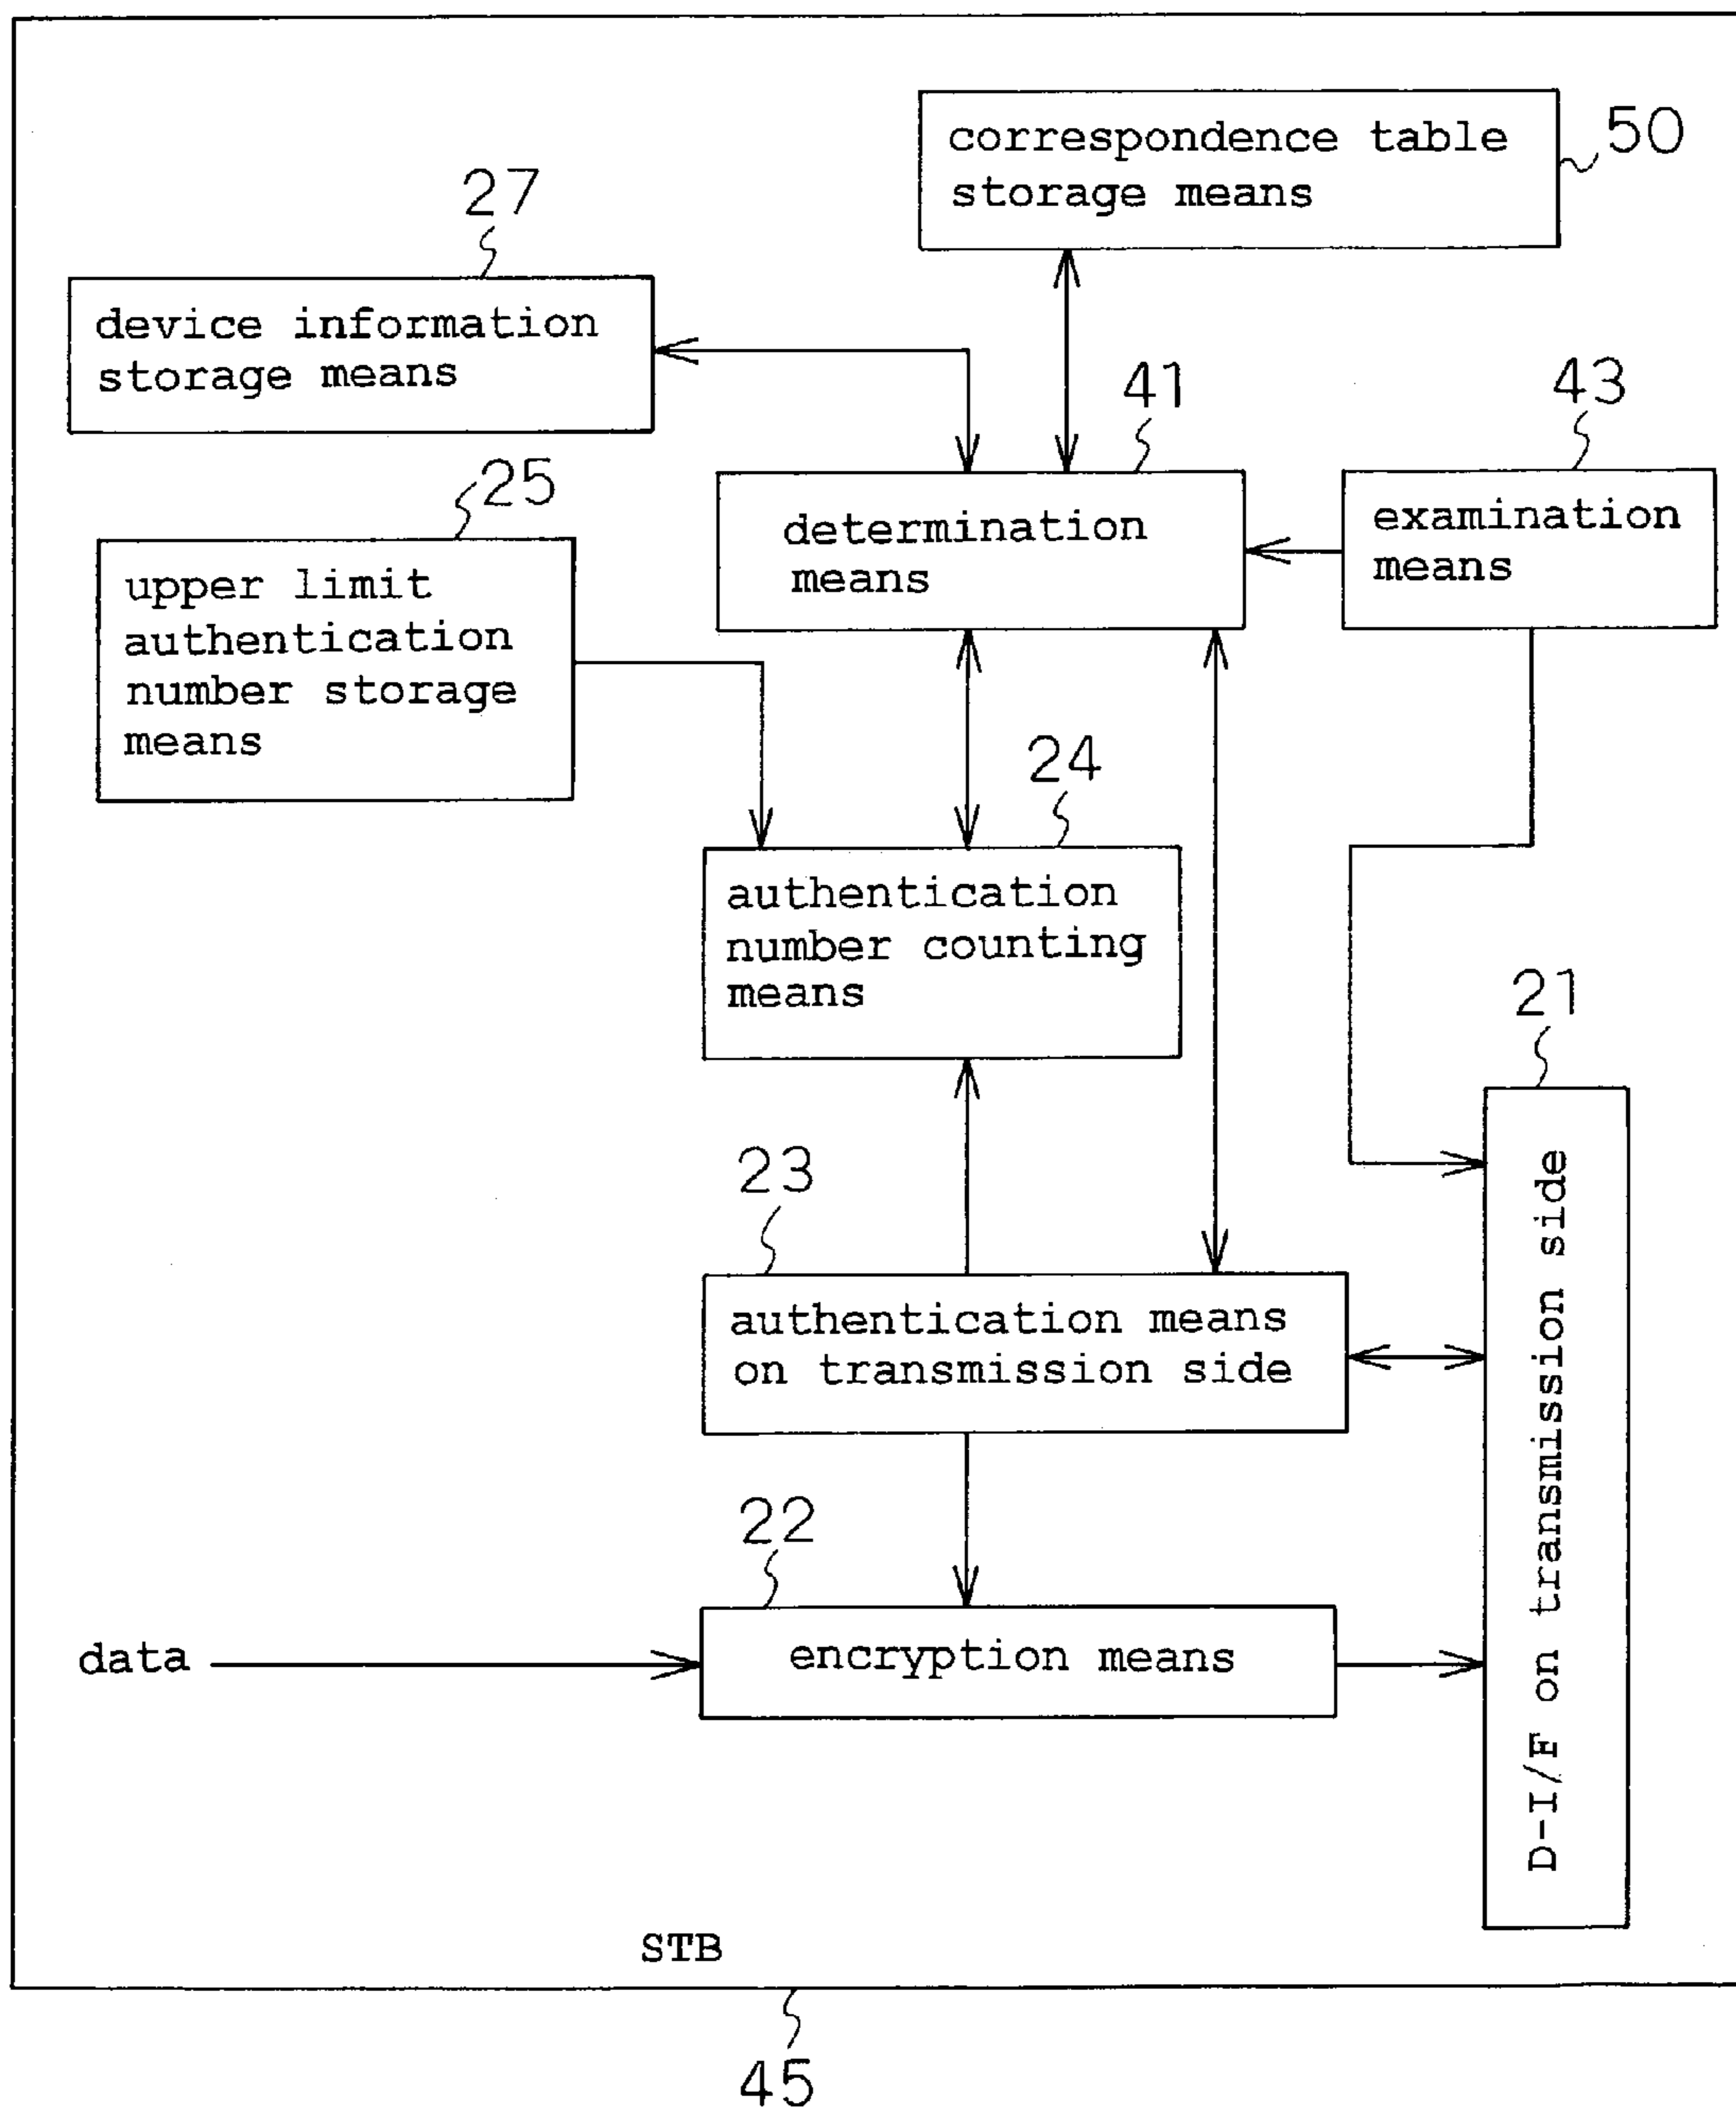 50
correspondence table
storage means
27
device information
storage means
41
43
determination
means
examination
means
25
upper limit
authentication
number storage
means
24
authentication
number counting
means
21
D-I/F on transmission side
23
authentication means
on transmission side
22
data
encryption means
STB
45